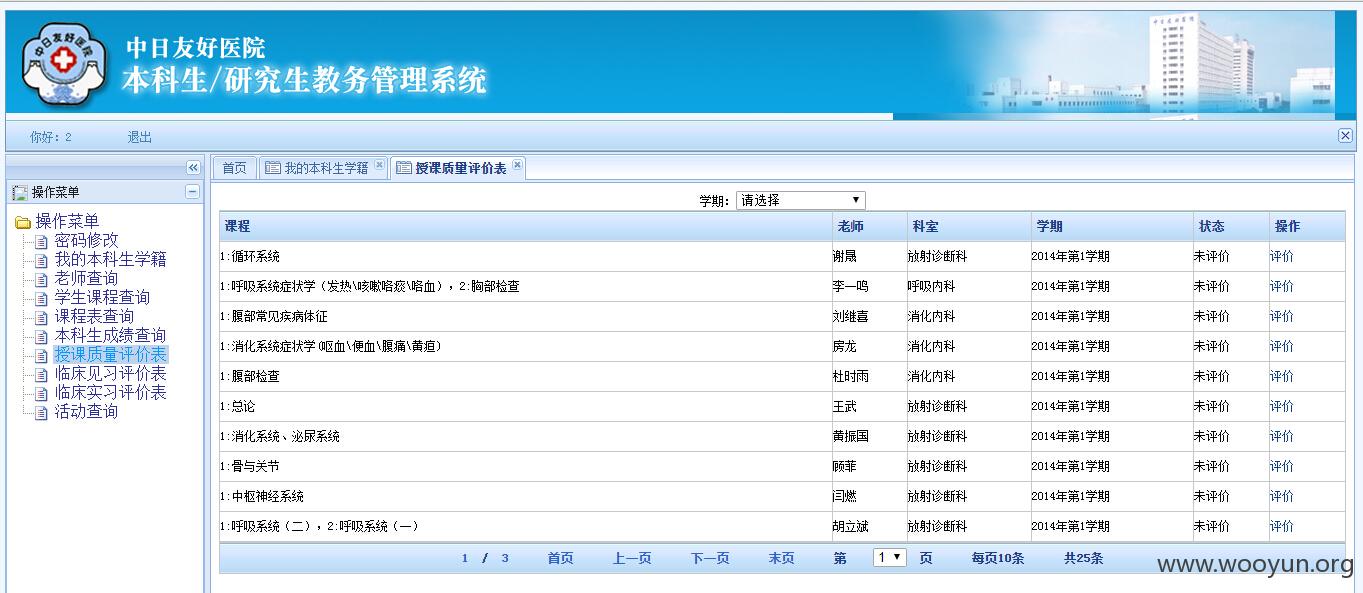 中日友好医院
中日友好医院
本科生/研究生教务管理系统
你好：2 退出
操作菜单 首页 我的本科生学籍 授课质量评价表
操作菜单
密码修改
我的本科生学籍
老师查询
学生课程查询
课程表查询
本科生成绩查询
授课质量评价表
临床见习评价表
临床实习评价表
活动查询
学期： 请选择
课程 老师 科室 学期 状态 操作
1:循环系统 谢晟 放射诊断科 2014年第1学期 未评价 评价
1:呼吸系统症状学（发热\咳嗽咯痰\咯血），2:胸部检查 李一鸣 呼吸内科 2014年第1学期 未评价 评价
1:腹部常见疾病体征 刘继喜 消化内科 2014年第1学期 未评价 评价
1:消化系统症状学(呕血\便血\腹痛\黄疸） 房龙 消化内科 2014年第1学期 未评价 评价
1:腹部检查 杜时雨 消化内科 2014年第1学期 未评价 评价
1:总论 王武 放射诊断科 2014年第1学期 未评价 评价
1:消化系统、泌尿系统 黄振国 放射诊断科 2014年第1学期 未评价 评价
1:骨与关节 顾菲 放射诊断科 2014年第1学期 未评价 评价
1:中枢神经系统 闫燃 放射诊断科 2014年第1学期 未评价 评价
1:呼吸系统（二），2:呼吸系统（一） 胡立斌 放射诊断科 2014年第1学期 未评价 评价
1 / 3 首页 上一页 下一页 末页 第 1 页 每页10条 共25条
www.wooyun.org